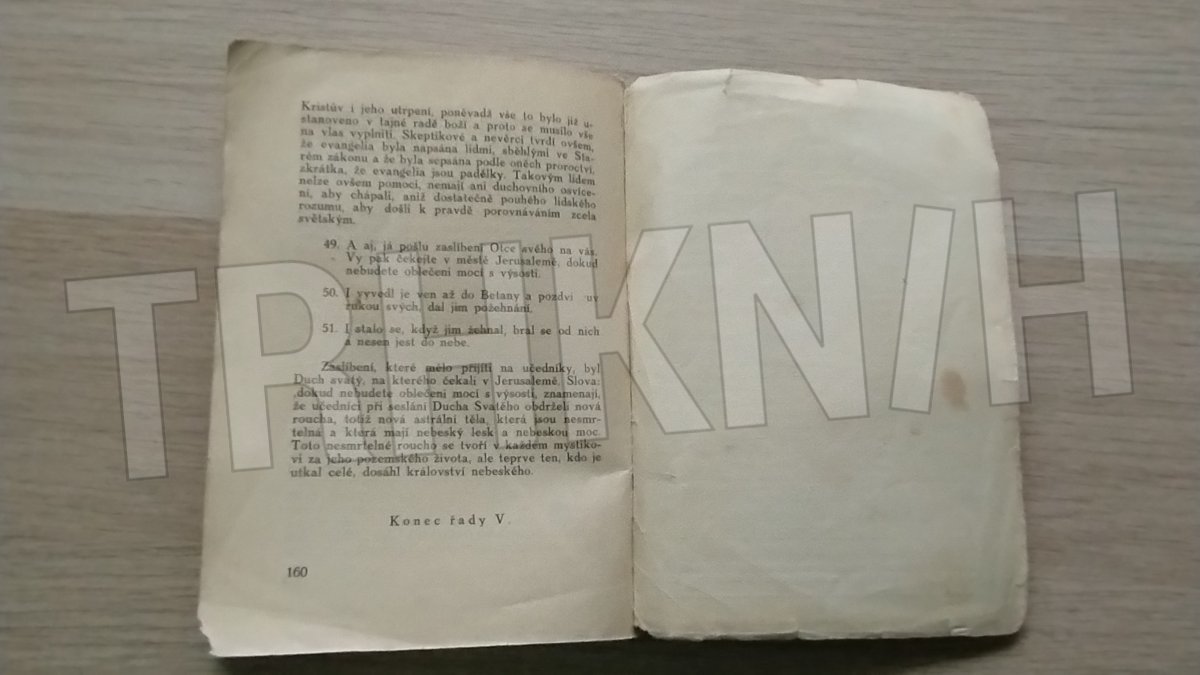 Kristův i jeho utrpení, poněvadž vše to bylo již u-
stanoveno v tajné radě boží a proto se musilo vše
na vlas vyplniti. Skeptikové a nevěrci tvrdí ovšem,
že evangelia byla napsána lidmi, sběhlými ve Sta-
rém zákonu a že byla sepsána podle oněch proroctví,
zkrátka, že evangelia jsou padělky. Takovým lidem
nelze ovšem pomoci, nemají ani duchovního osvíce-
ní, aby chápali, aniž dostatečně pouhého lidského
rozumu, aby došli k pravdě porovnáváním zcela
světským.
49. A aj, já pošlu zaslíbení Otce svého na vás.
Vy pak čekejte v městě Jerusalemě, dokud
nebudete oblečeni mocí s výsosti.
50. I vyvedl je ven až do Betany a pozdvi uv
rukou svých, dal jim požehnání.
51. I stalo se, když jim žehnal, bral se od nich
a nesen jest do nebe.
Zaslíbení, které mělo přijíti na učedníky, byl
Duch svatý, na kterého čekali v Jerusalemě. Slova:
„dokud nebudete oblečeni mocí s výsosti, znamenají,
že učedníci při seslání Ducha Svatého obdrželi nová
roucha, totiž nová astrální těla, která jsou nesmr-
telná a která mají nebeský lesk a nebeskou moc.
Toto nesmrtelné roucho se tvoří v každém mystiko-
vi za jeho pozemského života, ale teprve ten, kdo je
utkal celé, dosáhl království nebeského.
Konec řady V.
160